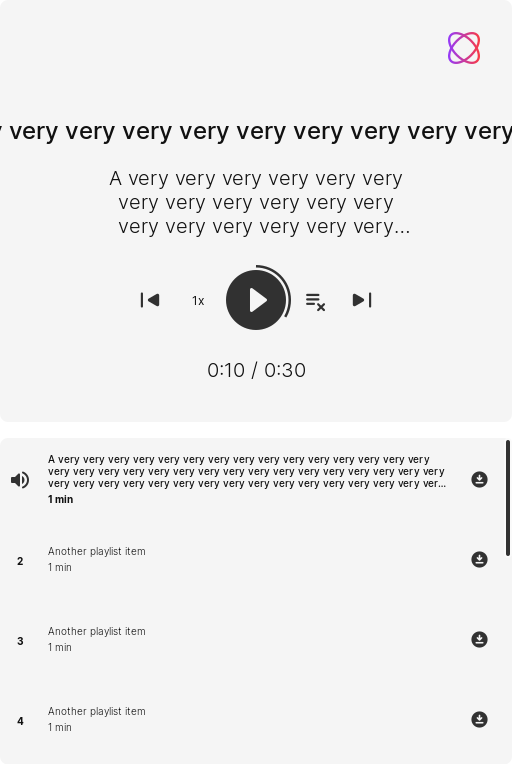 very very very very very very very very very
A very very very very very very
very very very very very very
very very very very very very...
1x
0:10 / 0:30
A very very very very very very very very very very very very very very very
very very very very very very very very very very very very very very very very
very very very very very very very very very very very very very very very ver...
1 min
2
Another playlist item
1 min
3
Another playlist item
1 min
4
Another playlist item
1 min